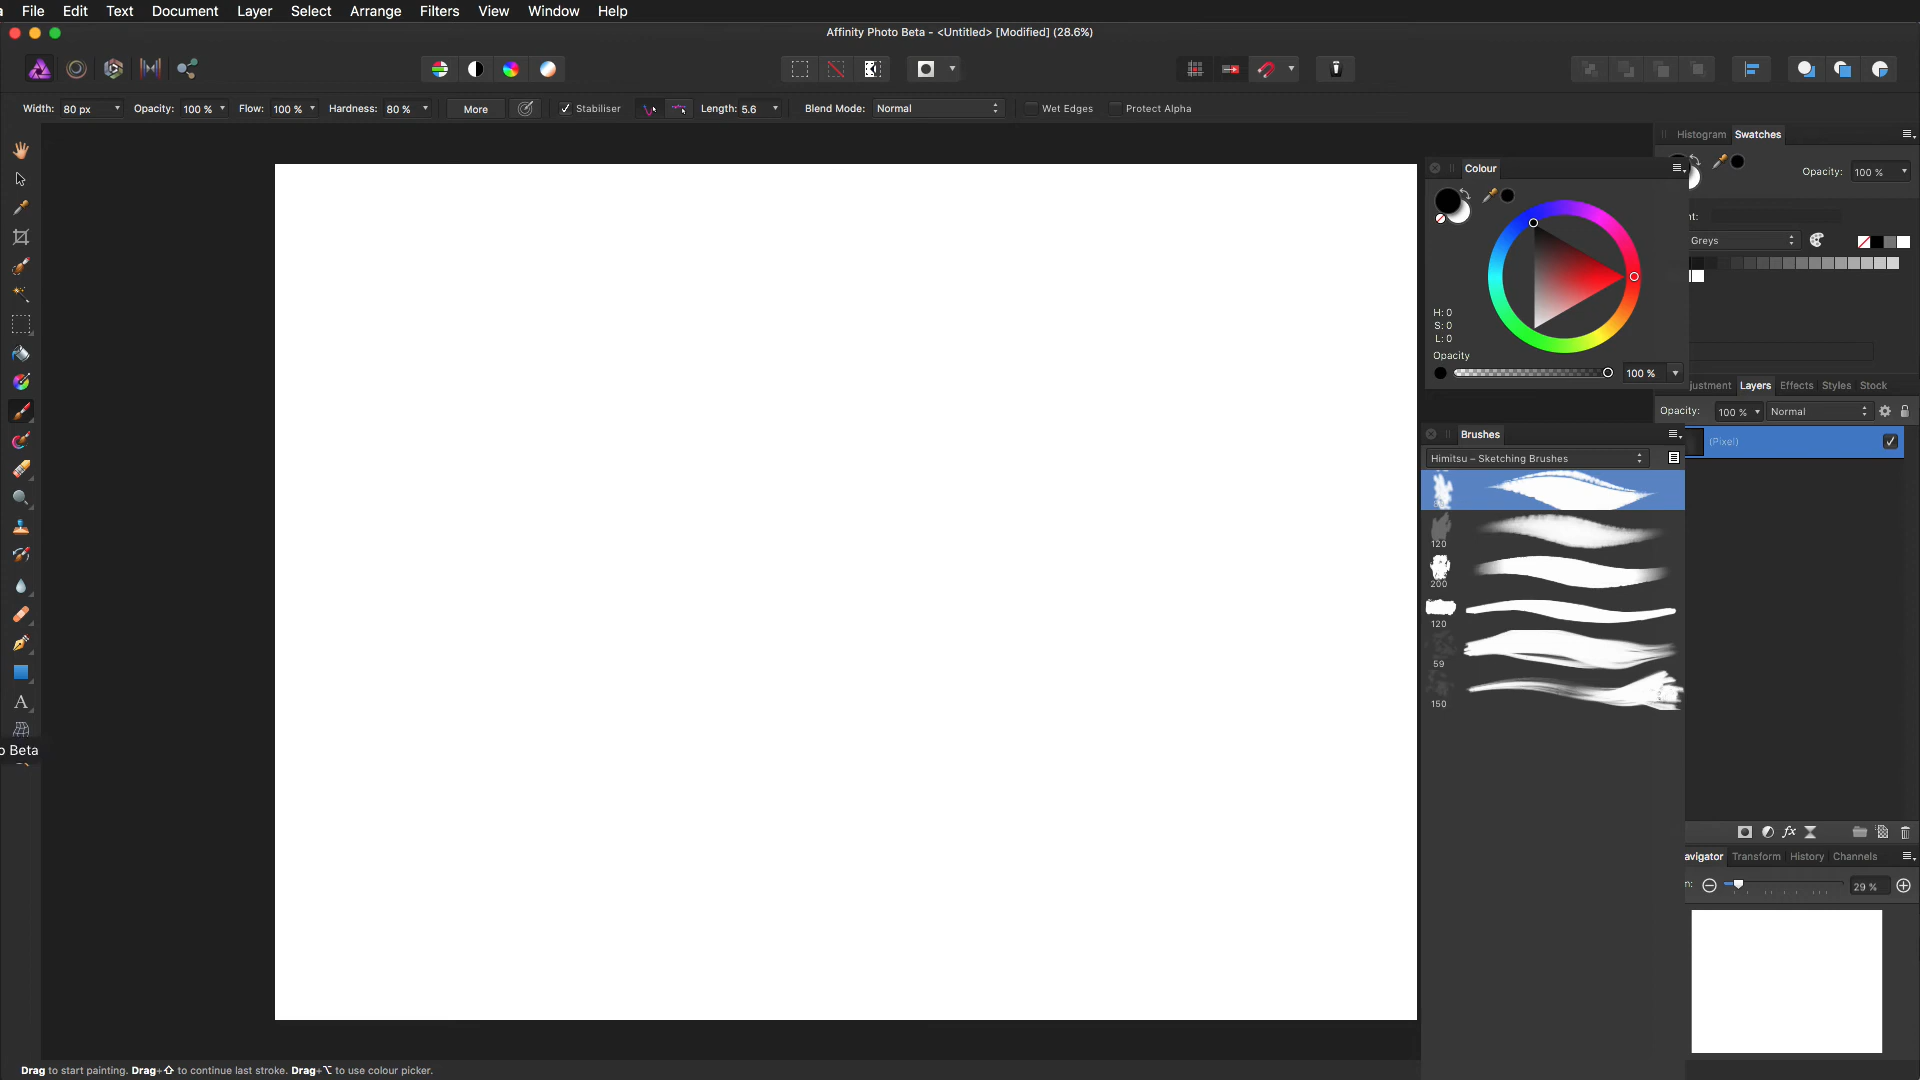 File Edit Text Document Layer Select Arrange Filters View Window Help
Affinity Photo Beta - <Untitled> [Modified] (28.6%)
Width: 80 px Opacity: 100 % Flow: 100 % Hardness: 80 % More Stabiliser Length: 5.6 Blend Mode: Normal Wet Edges Protect Alpha
Histogram Swatches
Opacity: 100 %
nt:
Greys
Colour
H: 0
S: 0
L: 0
Opacity
100 %
ljustment Layers Effects Styles Stock
Opacity: 100 % Normal
(Pixel)
Brushes
Himitsu – Sketching Brushes
120
200
120
59
150
fx
A
o Beta
avigator Transform History Channels
n: 29 %
Drag to start painting. Drag+⇧ to continue last stroke. Drag+⌥ to use colour picker.